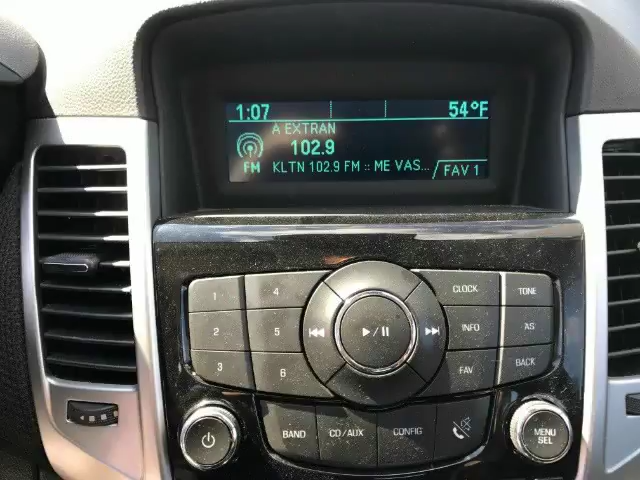 1:07 54°F
A EXTRAN
102.9
FM KLTN 102.9 FM :: ME VAS... FAV 1
1 4 CLOCK TONE
2 5 INFO AS
3 6 FAV BACK
BAND CD/AUX CONFIG MENU SEL